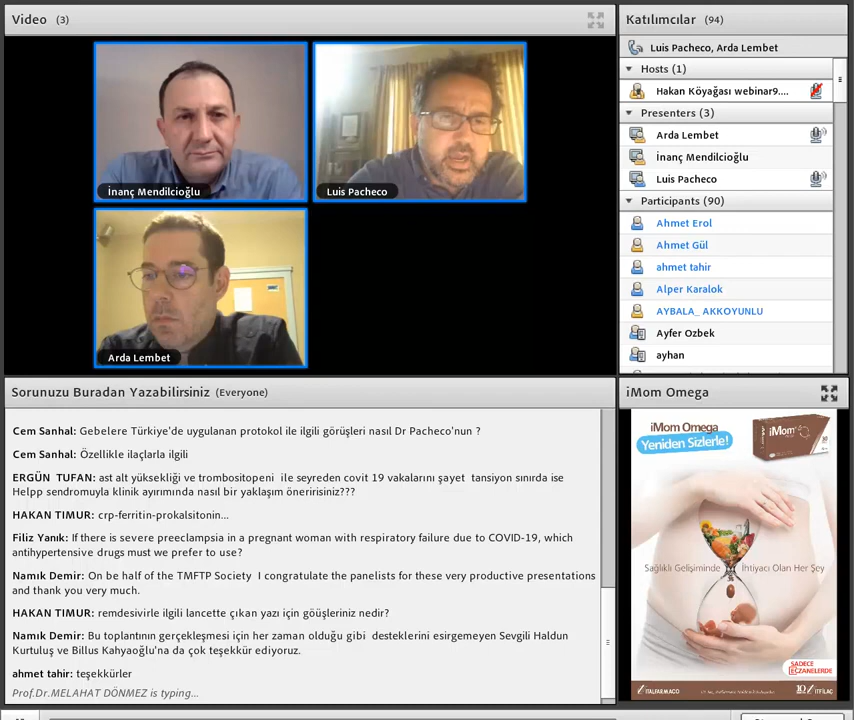 Video (3)
İnanç Mendilcioğlu
Luis Pacheco
Arda Lembet
Katılımcılar (94)
Luis Pacheco, Arda Lembet
Hosts (1)
Hakan Köyağası webinar9....
Presenters (3)
Arda Lembet
İnanç Mendilcioğlu
Luis Pacheco
Participants (90)
Ahmet Erol
Ahmet Gül
ahmet tahir
Alper Karalok
AYBALA_ AKKOYUNLU
Ayfer Ozbek
ayhan
Sorunuzu Buradan Yazabilirsiniz (Everyone)
Cem Sanhal: Gebelere Türkiye'de uygulanan protokol ile ilgili görüşleri nasıl Dr Pacheco'nun ?
Cem Sanhal: Özellikle ilaçlarla ilgili
ERGÜN TUFAN: ast alt yüksekliği ve trombositopeni ile seyreden covit 19 vakalarını şayet tansiyon sınırda ise
Helpp sendromuyla klinik ayırımında nasıl bir yaklaşım öneririsiniz???
HAKAN TIMUR: crp-ferritin-prokalsitonin...
Filiz Yanık: If there is severe preeclampsia in a pregnant woman with respiratory failure due to COVID-19, which
antihypertensive drugs must we prefer to use?
Namık Demir: On be half of the TMFTP Society I congratulate the panelists for these very productive presentations
and thank you very much.
HAKAN TIMUR: remdesivirle ilgili lancette çıkan yazı için göüşleriniz nedir?
Namık Demir: Bu toplantının gerçekleşmesi için her zaman olduğu gibi desteklerini esirgemeyen Sevgili Haldun
Kurtuluş ve Billus Kahyaoğlu'na da çok teşekkür ediyoruz.
ahmet tahir: teşekkürler
Prof.Dr.MELAHAT DÖNMEZ is typing...
iMom Omega
iMom Omega
Yeniden Sizlerle!
iMom
Sağlıklı Gelişiminde İhtiyacı Olan Her Şey
SADECE
ECZANELERDE
İTALFARMACO
İTFİLAÇ